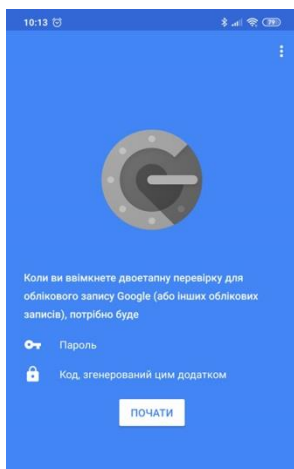 10:13
79
Коли ви ввімкнете двоетапну перевірку для
облікового запису Google (або інших облікових
записів), потрібно буде
Пароль
Код, згенерований цим додатком
ПОЧАТИ